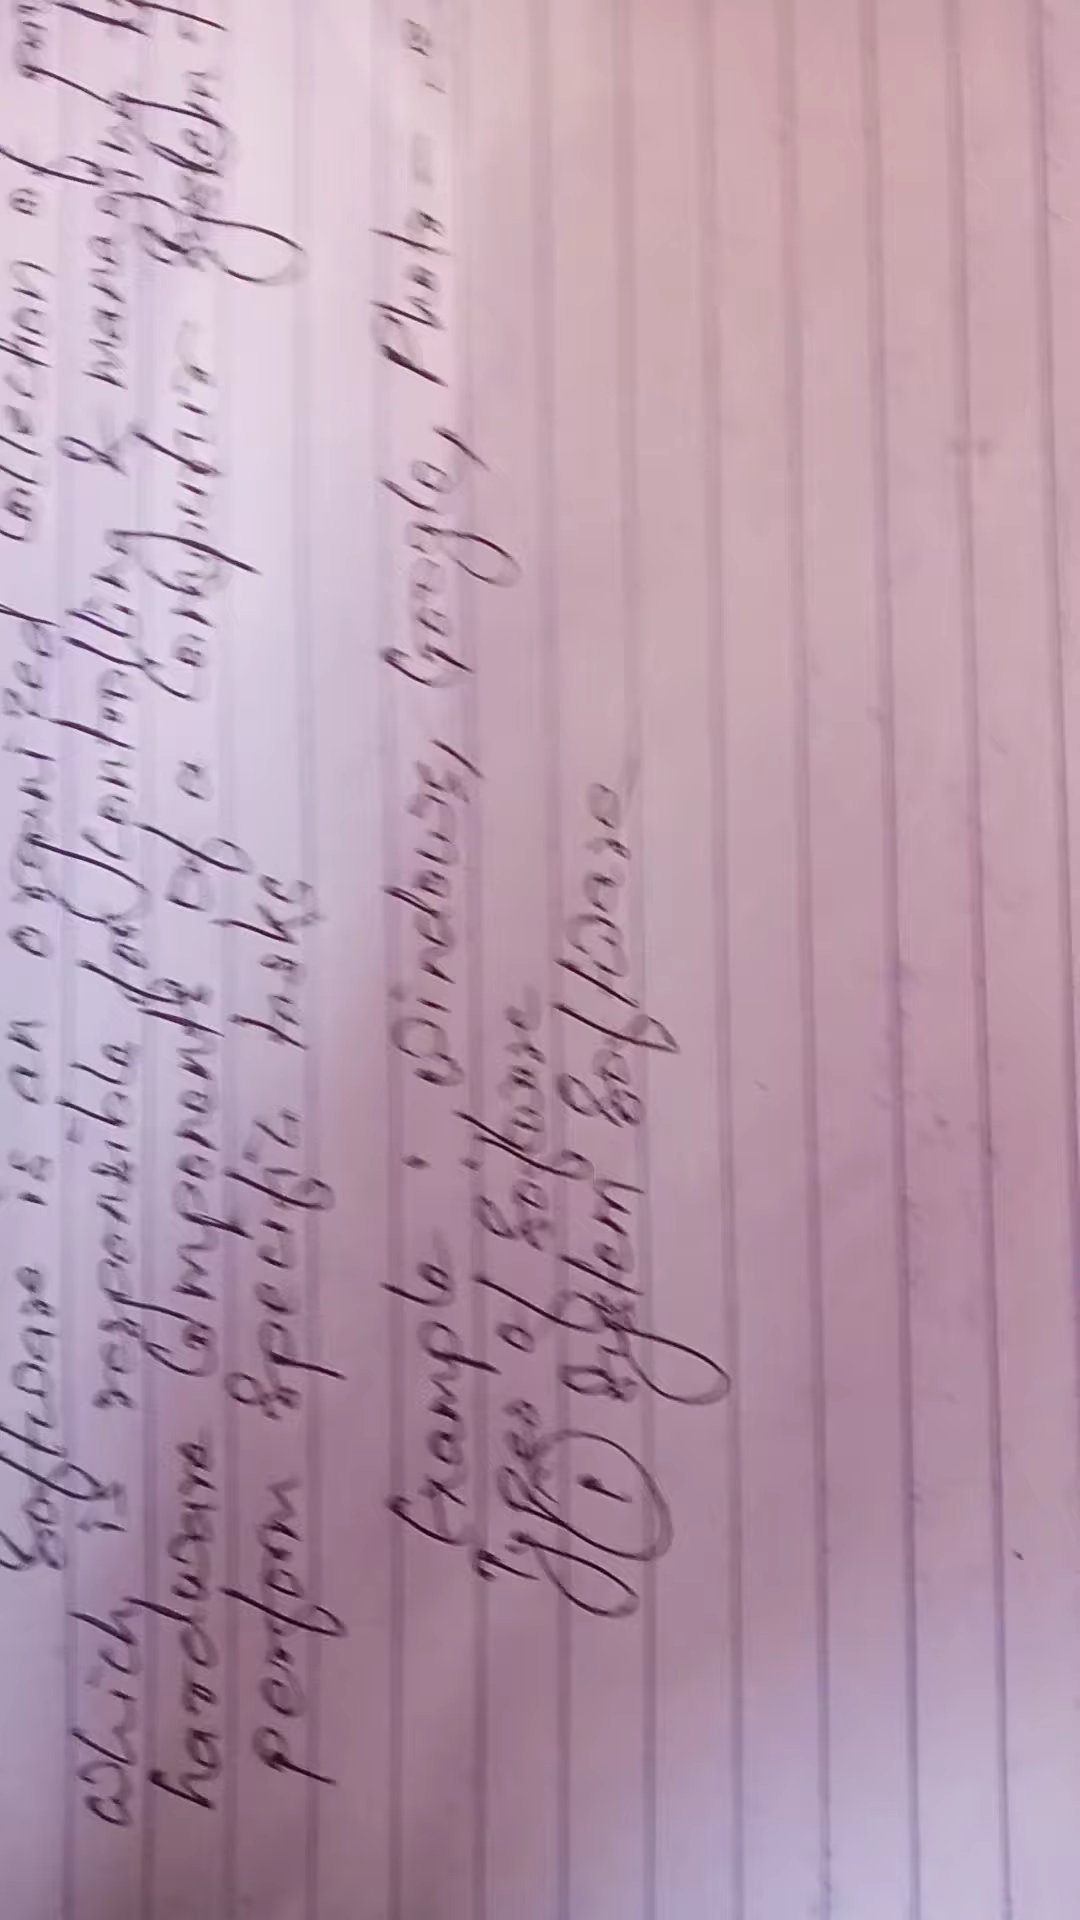 Software is an organized collection of
which is responsible for controlling & managing
hardware components of a computer system
perform specific tasks
Example : Windows, Google, Photo
Types of Software
① System Software